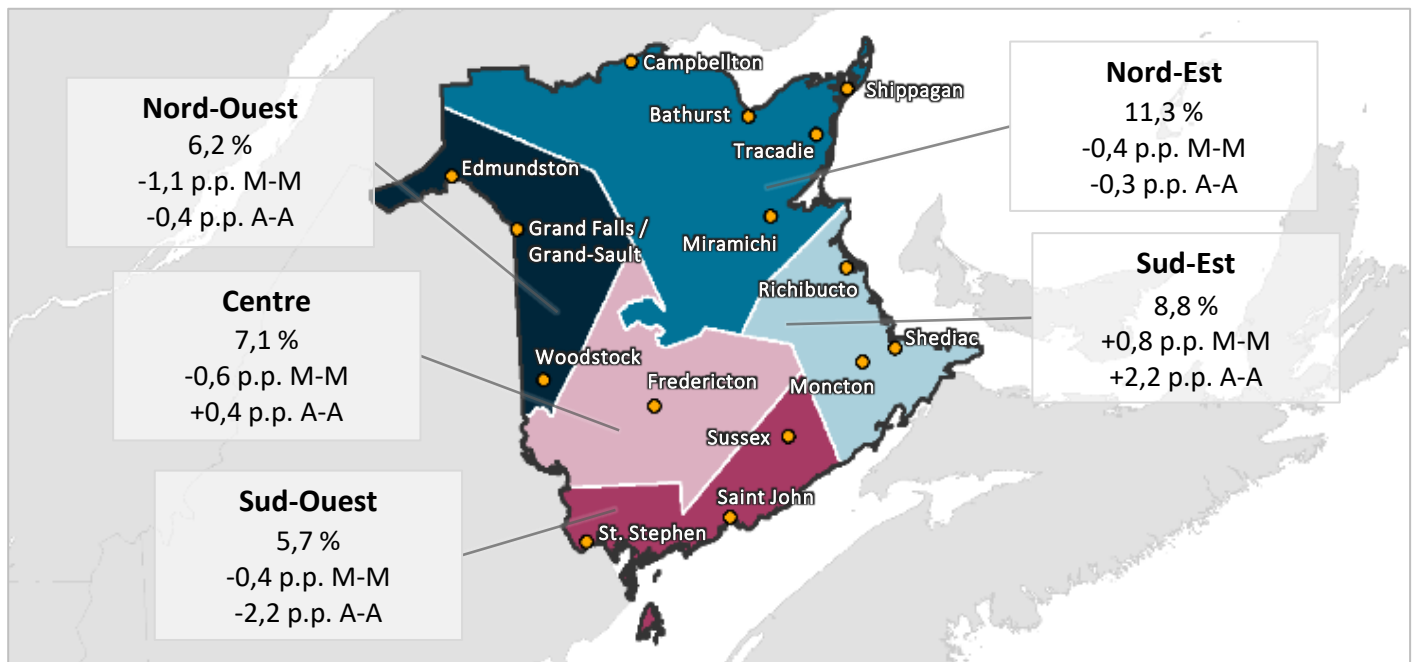 Nord-Ouest
6,2 %
-1,1 p.p. M-M
-0,4 p.p. A-A
Centre
7,1 %
-0,6 p.p. M-M
+0,4 p.p. A-A
Sud-Ouest
5,7 %
-0,4 p.p. M-M
-2,2 p.p. A-A
Nord-Est
11,3 %
-0,4 p.p. M-M
-0,3 p.p. A-A
Sud-Est
8,8 %
+0,8 p.p. M-M
+2,2 p.p. A-A
Campbellton
Shippagan
Bathurst
Tracadie
Edmundston
Grand Falls /
Grand-Sault
Miramichi
Richibucto
Shediac
Woodstock
Fredericton
Moncton
Sussex
Saint John
St. Stephen